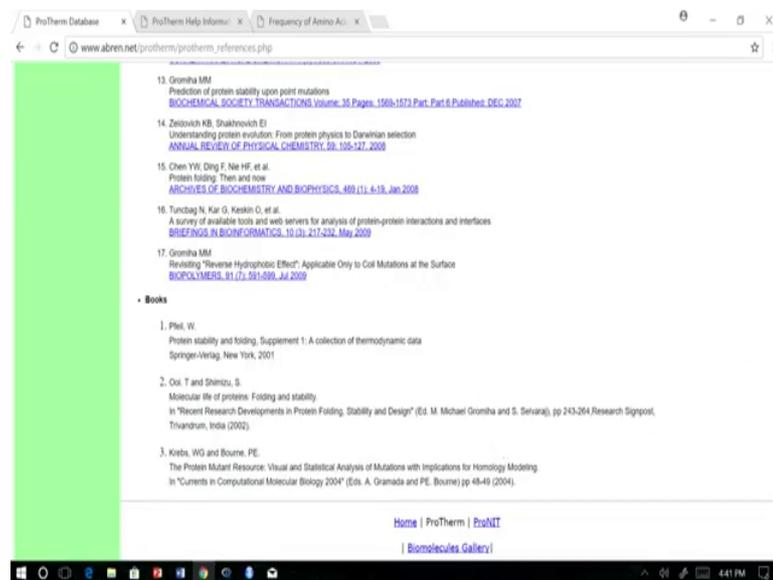 ProTherm Database
ProTherm Help Informat
Frequency of Amino Aci
www.abren.net/protherm/protherm_references.php
13. Gromiha MM
Prediction of protein stability upon point mutations
BIOCHEMICAL SOCIETY TRANSACTIONS Volume: 35 Pages: 1569-1573 Part: Part 6 Published: DEC 2007
14. Zeldovich KB, Shakhnovich EI
Understanding protein evolution: From protein physics to Darwinian selection
ANNUAL REVIEW OF PHYSICAL CHEMISTRY, 59: 105-127, 2008
15. Chen YW, Ding F, Nie HF, et al.
Protein folding: Then and now
ARCHIVES OF BIOCHEMISTRY AND BIOPHYSICS, 469 (1): 4-19, Jan 2008
16. Tuncbag N, Kar G, Keskin O, et al.
A survey of available tools and web servers for analysis of protein-protein interactions and interfaces
BRIEFINGS IN BIOINFORMATICS, 10 (3): 217-232, May 2009
17. Gromiha MM
Revisiting "Reverse Hydrophobic Effect": Applicable Only to Coil Mutations at the Surface
BIOPOLYMERS, 91 (7): 591-599, Jul 2009
• Books
1. Pfeil, W.
Protein stability and folding, Supplement 1: A collection of thermodynamic data
Springer-Verlag, New York, 2001
2. Ooi, T and Shimizu, S.
Molecular life of proteins: Folding and stability.
In "Recent Research Developments in Protein Folding, Stability and Design" (Ed. M. Michael Gromiha and S. Selvaraj), pp 243-264,Research Signpost,
Trivandrum, India (2002).
3. Krebs, WG and Bourne, PE.
The Protein Mutant Resource: Visual and Statistical Analysis of Mutations with Implications for Homology Modeling.
In "Currents in Computational Molecular Biology 2004" (Eds. A. Gramada and PE. Bourne) pp 48-49 (2004).
Home | ProTherm | ProNIT
| Biomolecules Gallery|
4:41 PM